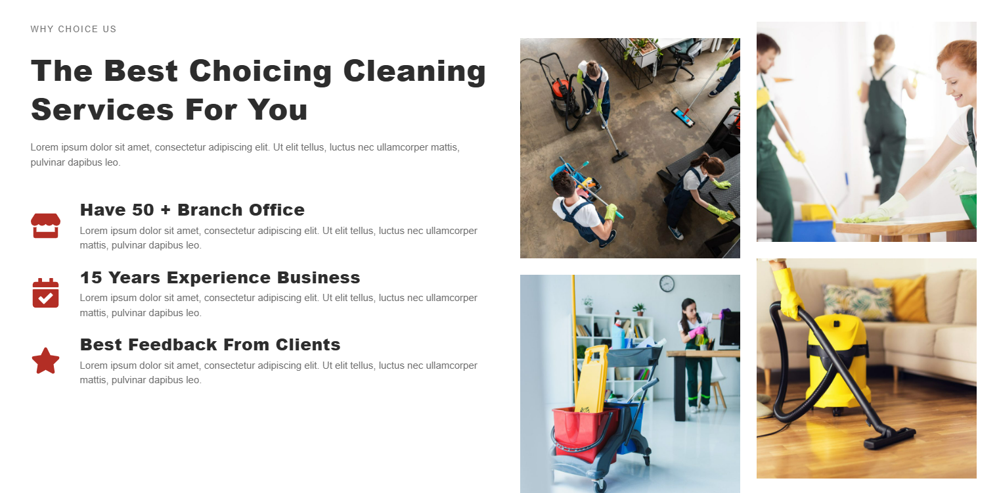 WHY CHOICE US
The Best Choicing Cleaning
Services For You
Lorem ipsum dolor sit amet, consectetur adipiscing elit. Ut elit tellus, luctus nec ullamcorper mattis,
pulvinar dapibus leo.
Have 50 + Branch Office
Lorem ipsum dolor sit amet, consectetur adipiscing elit. Ut elit tellus, luctus nec ullamcorper
mattis, pulvinar dapibus leo.
15 Years Experience Business
Lorem ipsum dolor sit amet, consectetur adipiscing elit. Ut elit tellus, luctus nec ullamcorper
mattis, pulvinar dapibus leo.
Best Feedback From Clients
Lorem ipsum dolor sit amet, consectetur adipiscing elit. Ut elit tellus, luctus nec ullamcorper
mattis, pulvinar dapibus leo.